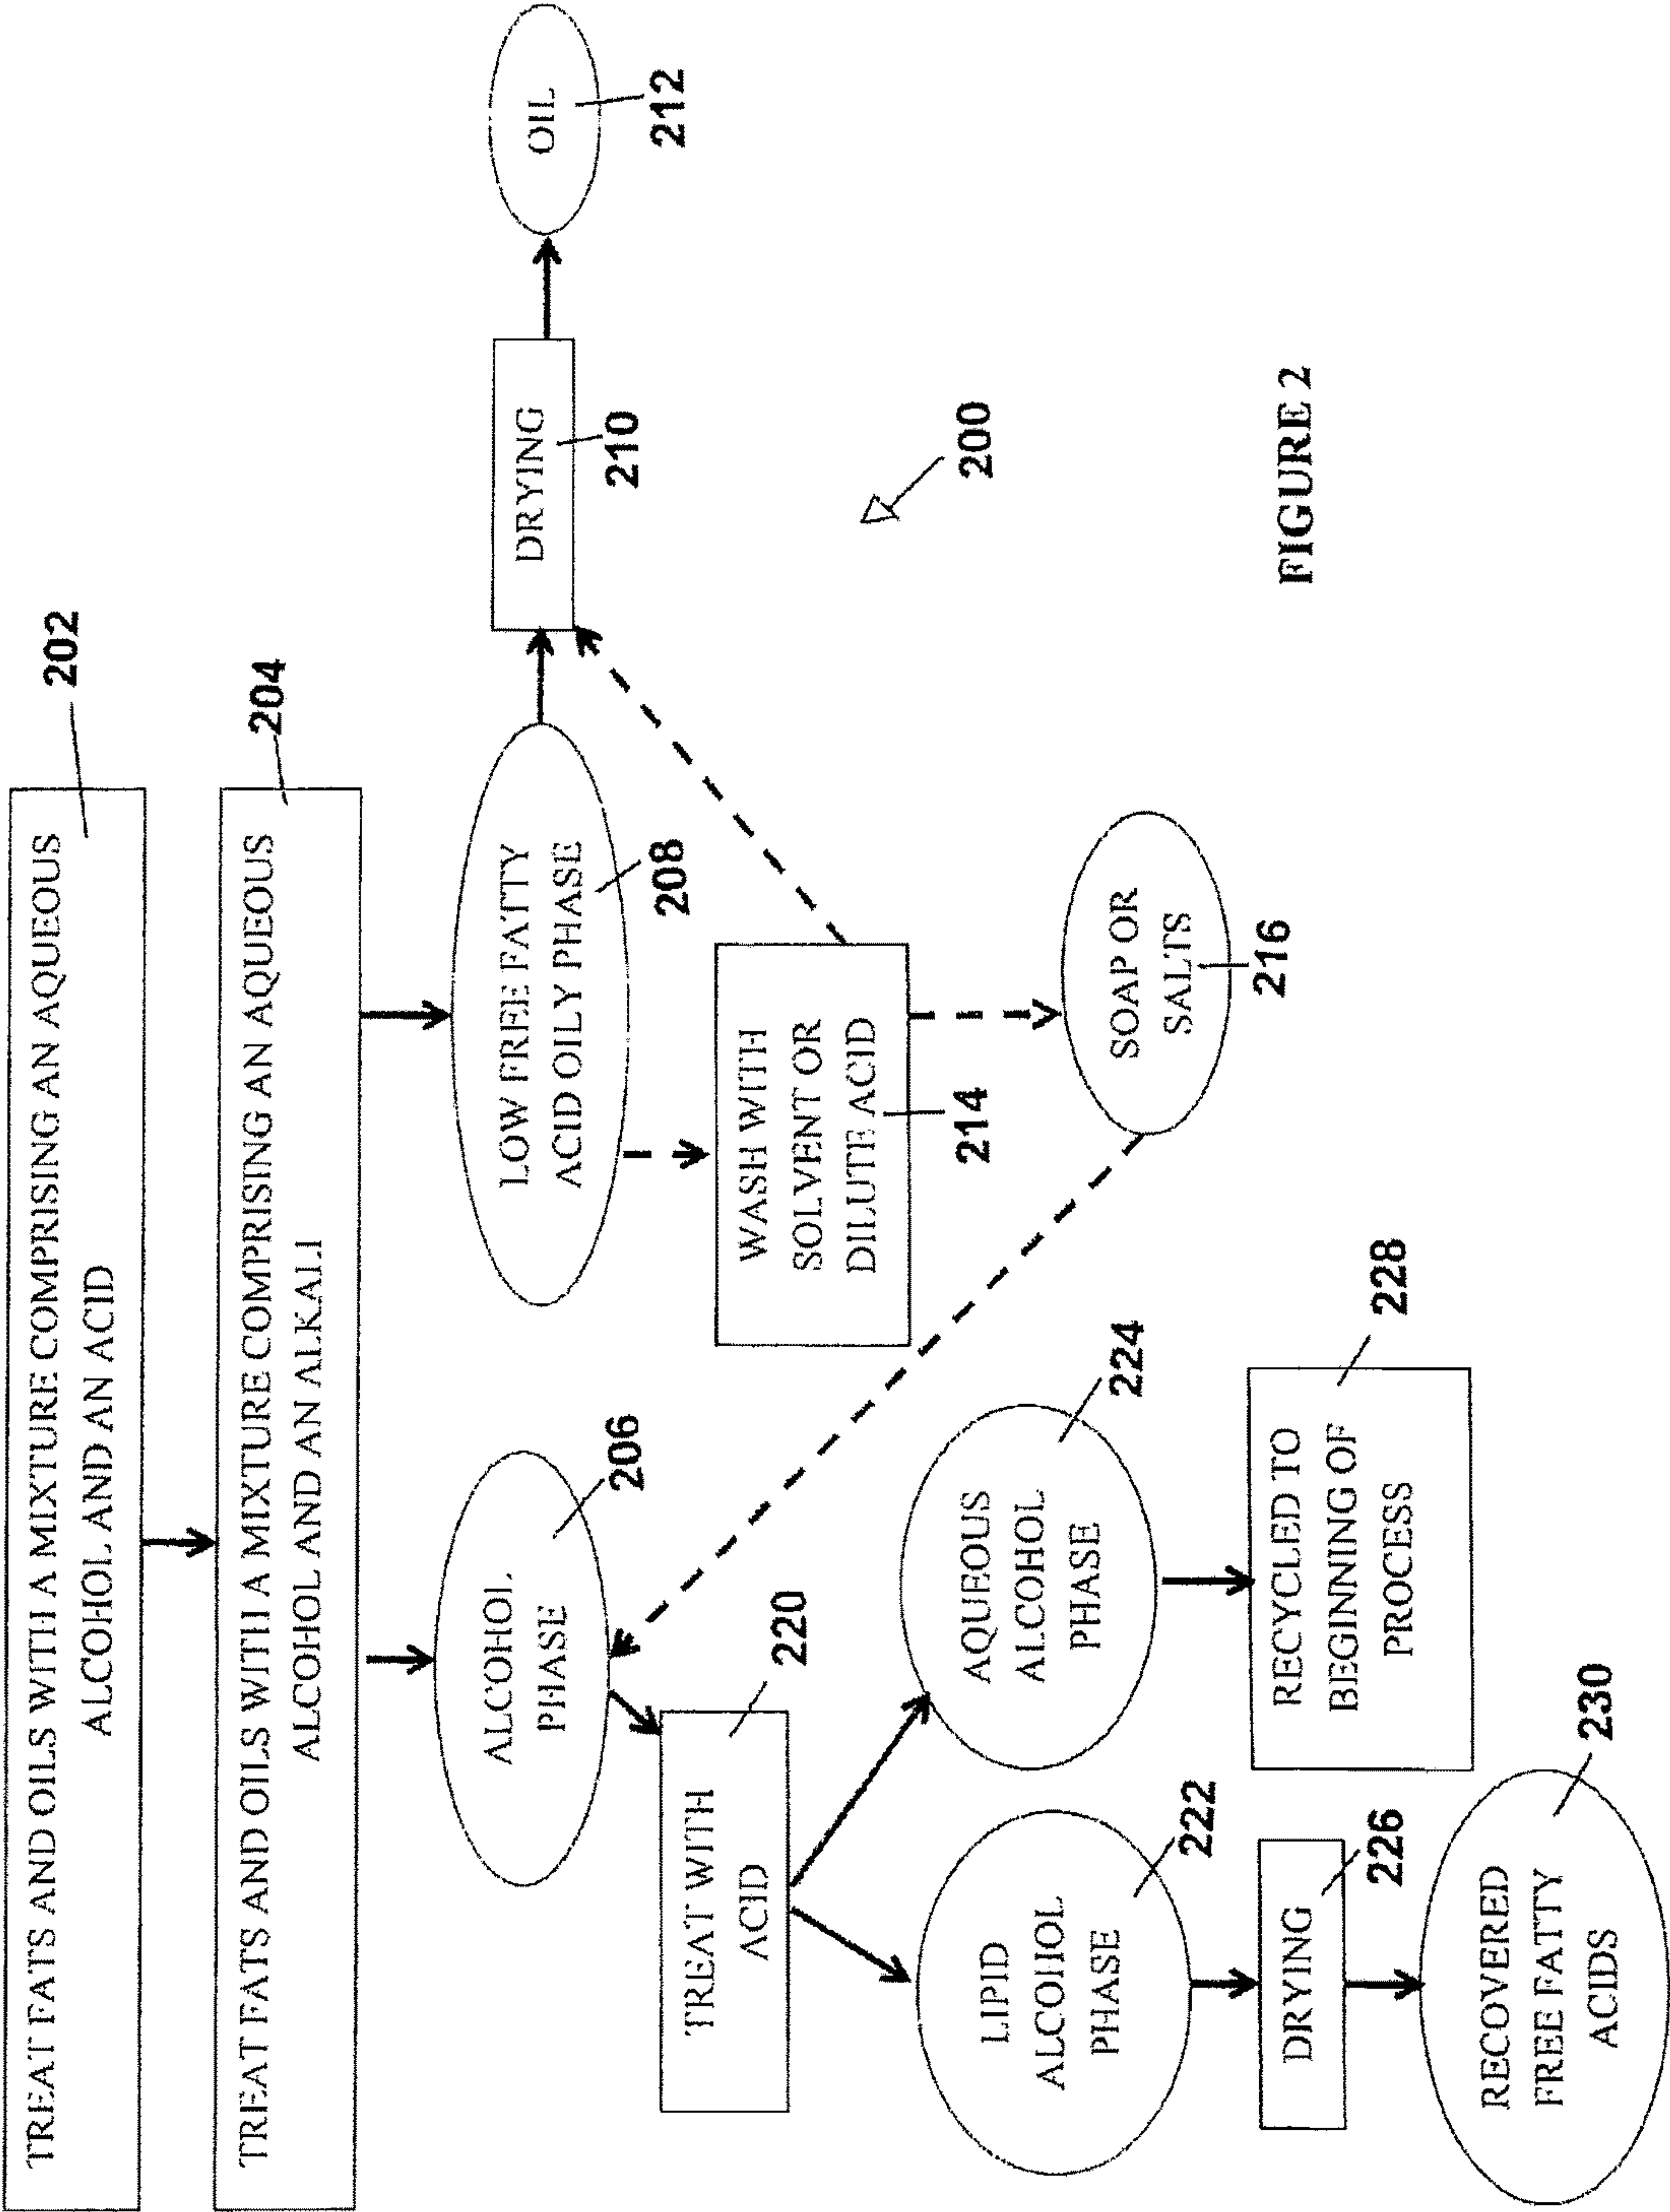 TREAT FATS AND OILS WITH A MIXTURE COMPRISING AN AQUEOUS
ALCOHOL AND AN ACID
202
TREAT FATS AND OILS WITH A MIXTURE COMPRISING AN AQUEOUS
ALCOHOL AND AN ALKALI
204
ALCOHOL
PHASE
206
LOW FREE FATTY
ACID OILY PHASE
208
DRYING
210
OIL
212
TREAT WITH
ACID
220
WASH WITH
SOLVENT OR
DILUTE ACID
214
SOAP OR
SALTS
216
200
LIPID
ALCOHOL
PHASE
222
AQUEOUS
ALCOHOL
PHASE
224
DRYING
226
RECYCLED TO
BEGINNING OF
PROCESS
228
RECOVERED
FREE FATTY
ACIDS
230
FIGURE 2